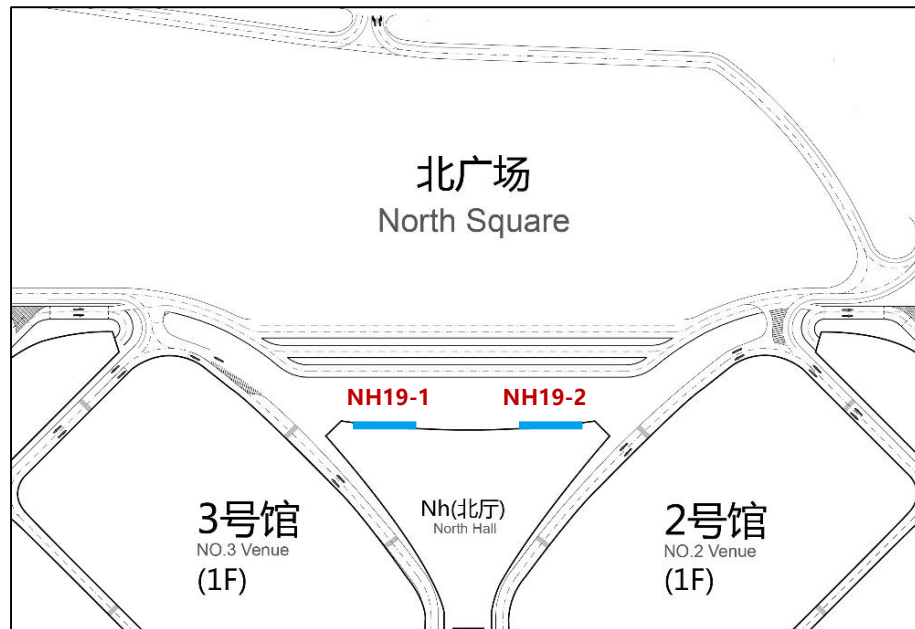 北广场
North Square
NH19-1
NH19-2
Nh(北厅)
North Hall
3号馆
NO.3 Venue
(1F)
2号馆
NO.2 Venue
(1F)